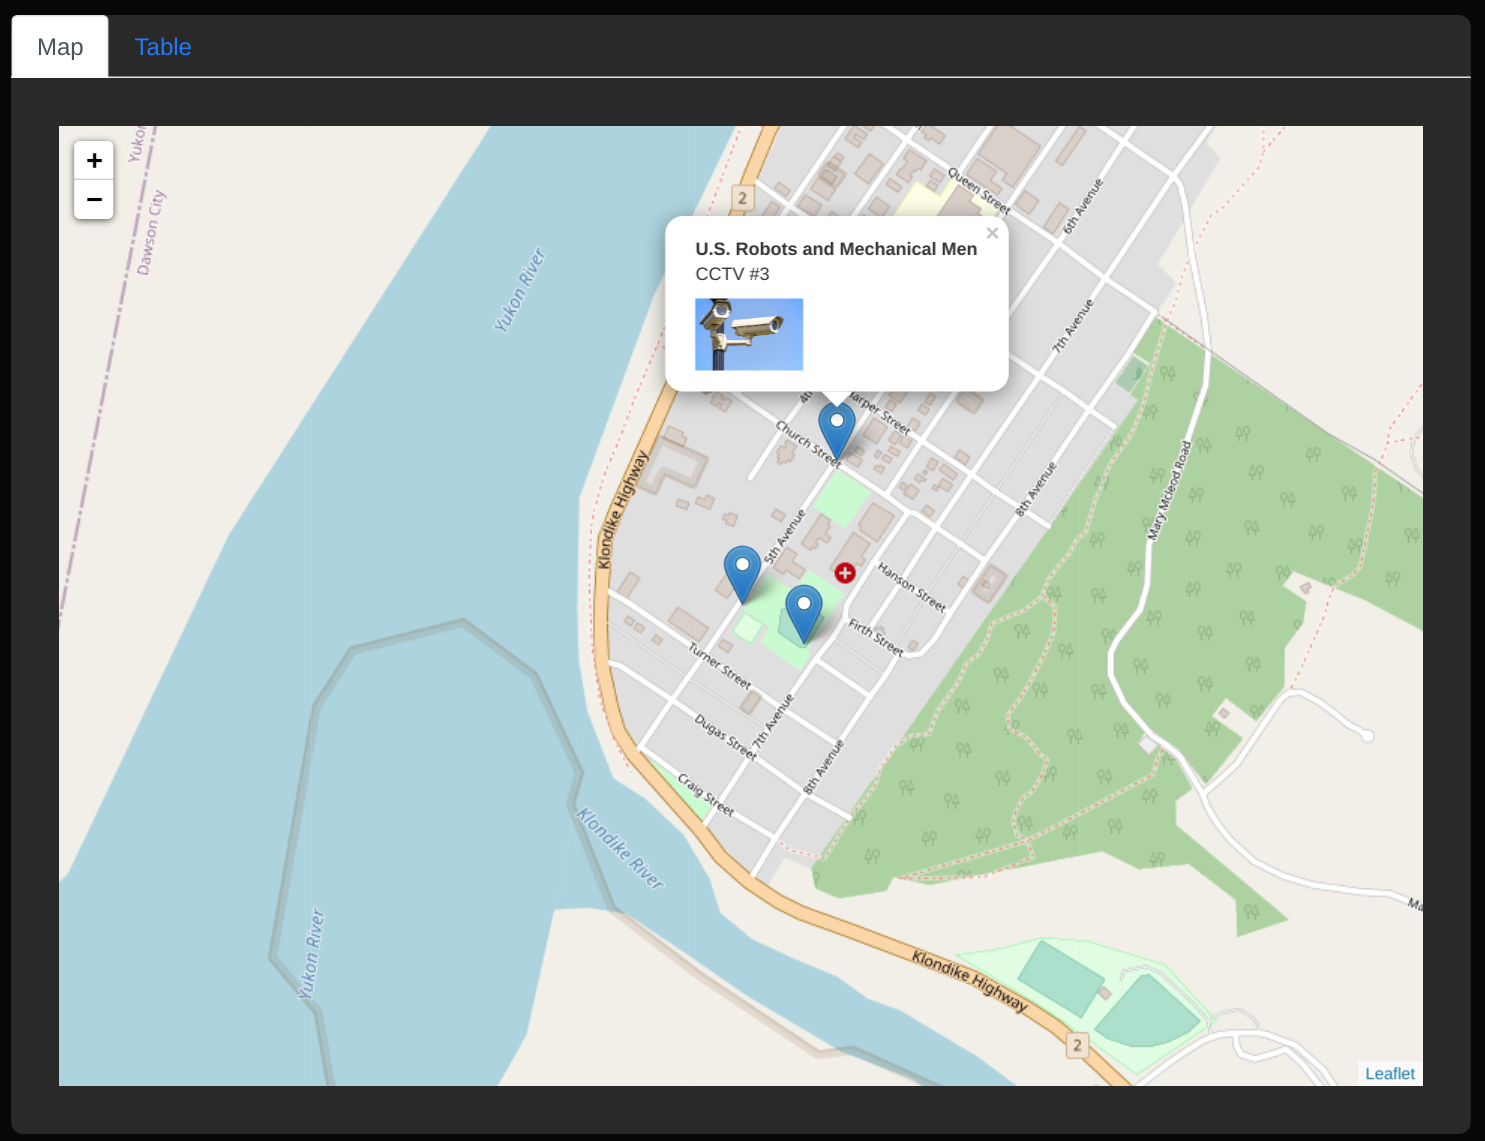 Map
Table
+
−
Yukon
Dawson City
2
Queen Street
6th Avenue
Yukon River
×
U.S. Robots and Mechanical Men
CCTV #3
7th Avenue
Harper Street
Church Street
Klondike Highway
5th Avenue
8th Avenue
Mary Mcleod Road
Hanson Street
Firth Street
Turner Street
7th Avenue
Dugas Street
8th Avenue
Craig Street
Klondike River
Yukon River
Klondike Highway
2
Leaflet